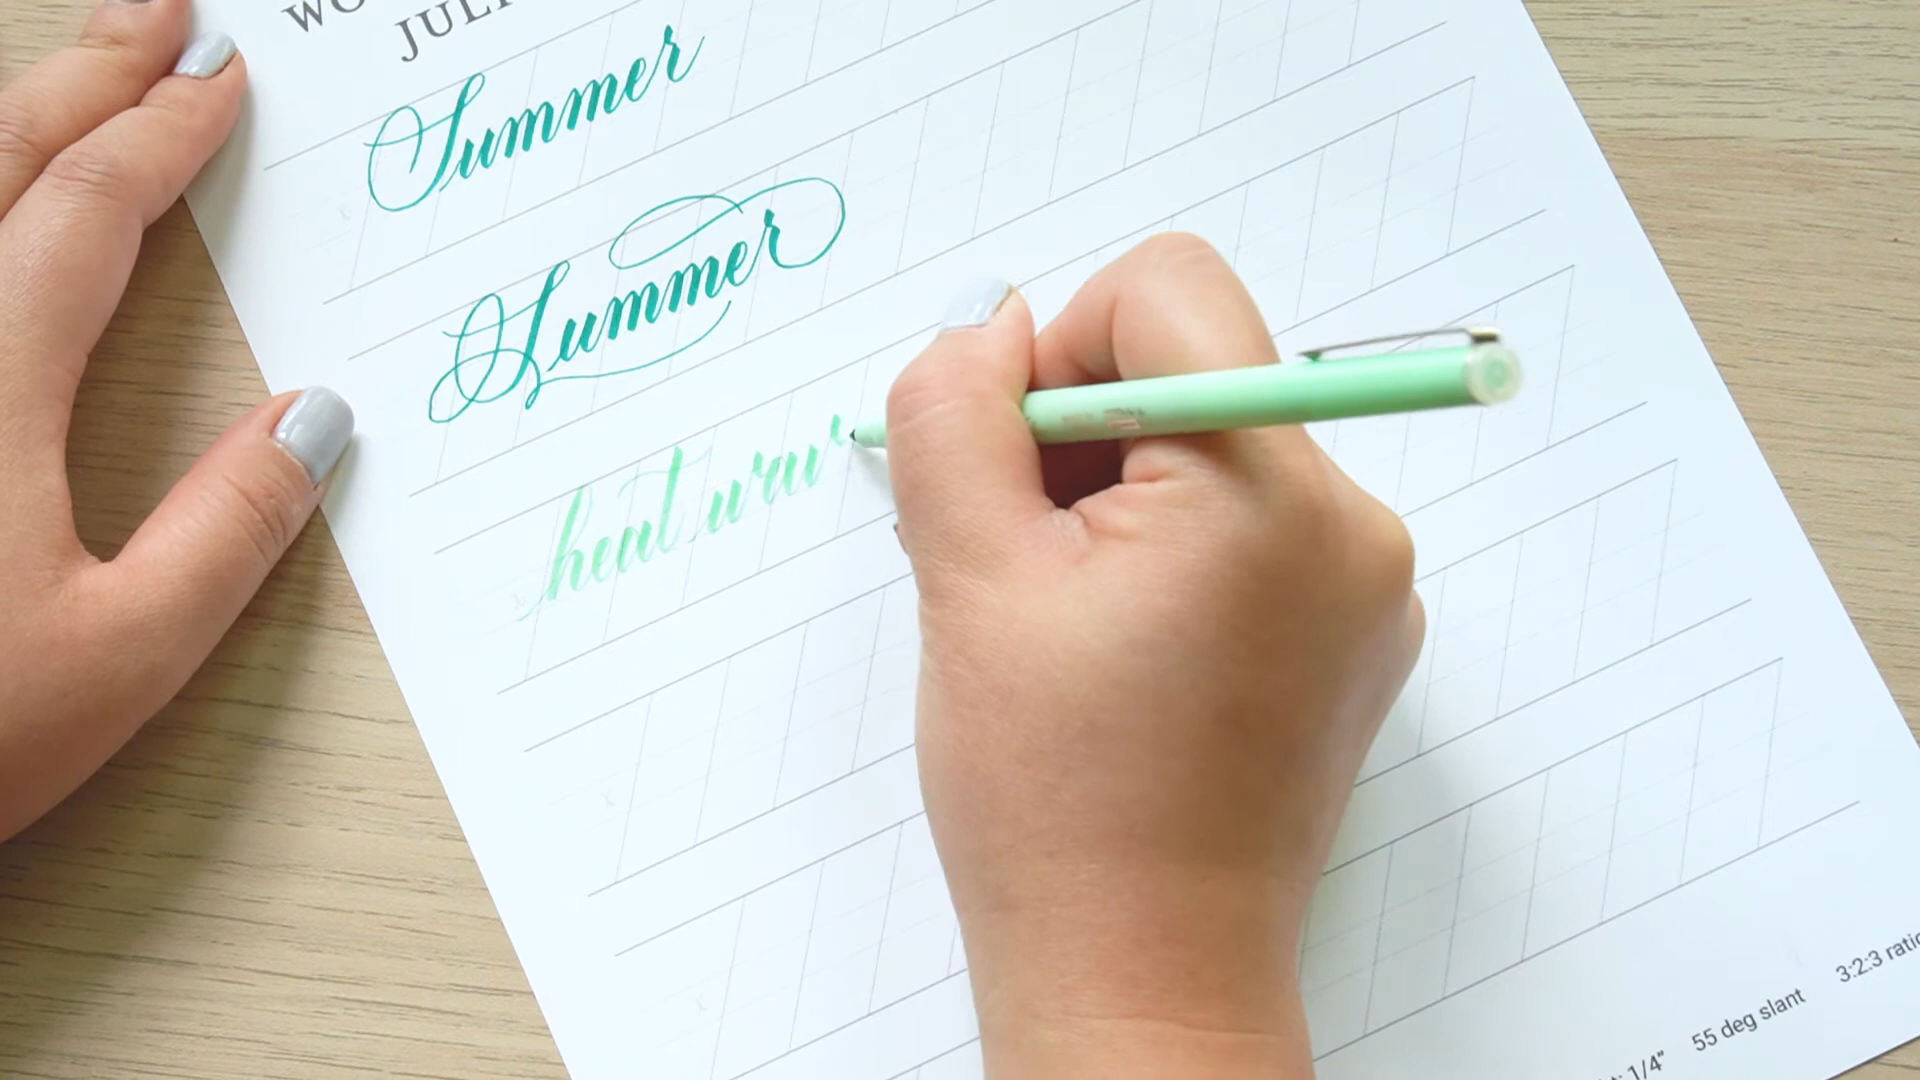 Summer
Summer
heat wav
x
x
x
x
1/4" 55 deg slant 3:2:3 ratio